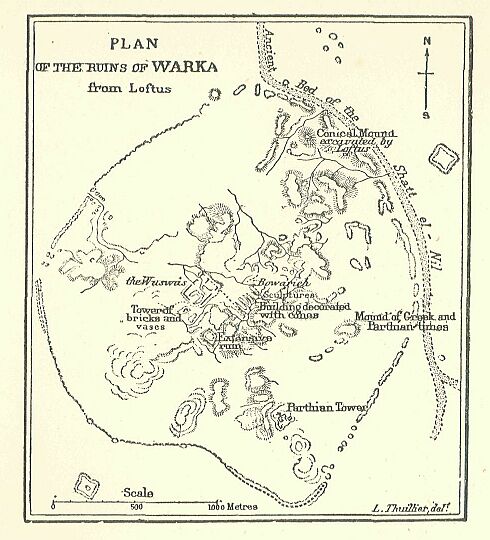 PLAN
OF THE RUINS OF WARKA
from Loftus
N
S
Ancient
Bed of the
Shatt el Nil
Conical Mound
excavated by
Loftus
the Wuswas
Bowarieh
Sculptures
Building decorated
with cones
Tower of
bricks and
vases
Extensive
ruin
Mound of Greek and
Parthian times
Parthian Tower
Scale
0 500 1000 Metres
L. Thuillier, delt.